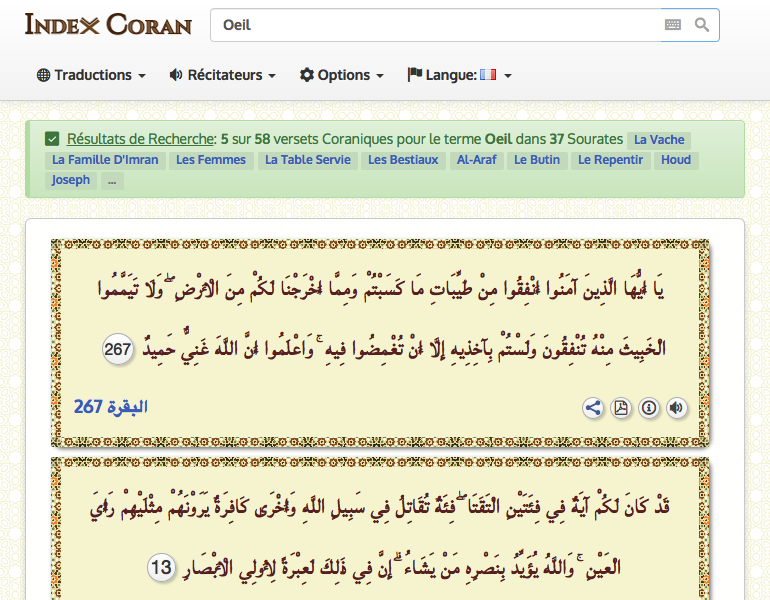 INDEX CORAN
Oeil
Traductions
Récitateurs
Options
Langue:
Résultats de Recherche: 5 sur 58 versets Coraniques pour le terme Oeil dans 37 Sourates La Vache
La Famille D'Imran Les Femmes La Table Servie Les Bestiaux Al-Araf Le Butin Le Repentir Houd
Joseph ...
يَا أَيُّهَا الَّذِينَ آمَنُوا أَنْفِقُوا مِنْ طَيِّبَاتِ مَا كَسَبْتُمْ وَمِمَّا أَخْرَجْنَا لَكُمْ مِنَ الْأَرْضِ ۖ وَلَا تَيَمَّمُوا
الْخَبِيثَ مِنْهُ تُنْفِقُونَ وَلَسْتُمْ بِآخِذِيهِ إِلَّا أَنْ تُغْمِضُوا فِيهِ ۚ وَاعْلَمُوا أَنَّ اللَّهَ غَنِيٌّ حَمِيدٌ 267
البقرة 267
قَدْ كَانَ لَكُمْ آيَةٌ فِي فِئَتَيْنِ الْتَقَتَا ۖ فِئَةٌ تُقَاتِلُ فِي سَبِيلِ اللَّهِ وَأُخْرَى كَافِرَةٌ يَرَوْنَهُمْ مِثْلَيْهِمْ رَأْيَ
الْعَيْنِ ۚ وَاللَّهُ يُؤَيِّدُ بِنَصْرِهِ مَنْ يَشَاءُ ۗ إِنَّ فِي ذَلِكَ لَعِبْرَةً لِأُولِي الْأَبْصَارِ 13